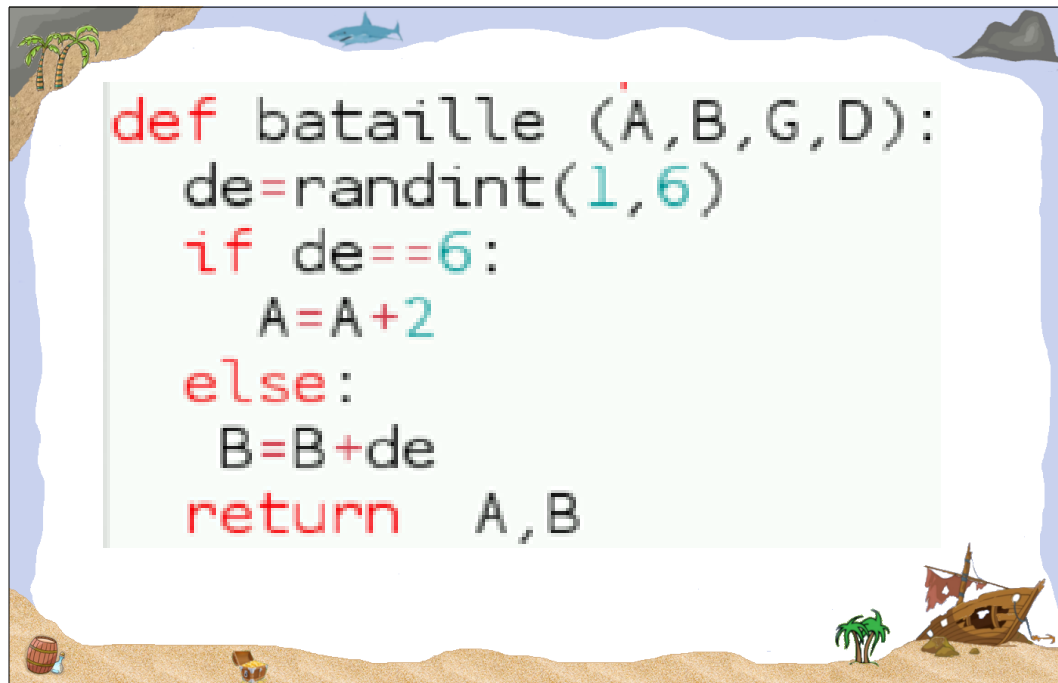 def bataille (A,B,G,D):
  de=randint(1,6)
  if de==6:
    A=A+2
  else:
   B=B+de
  return  A,B